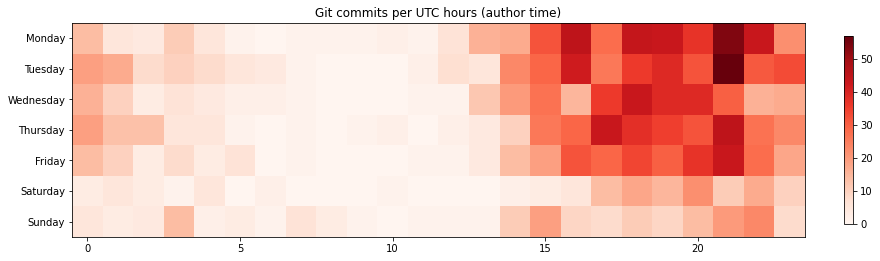 Git commits per UTC hours (author time)
Monday
Tuesday
Wednesday
Thursday
Friday
Saturday
Sunday
0 5 10 15 20
50
40
30
20
10
0